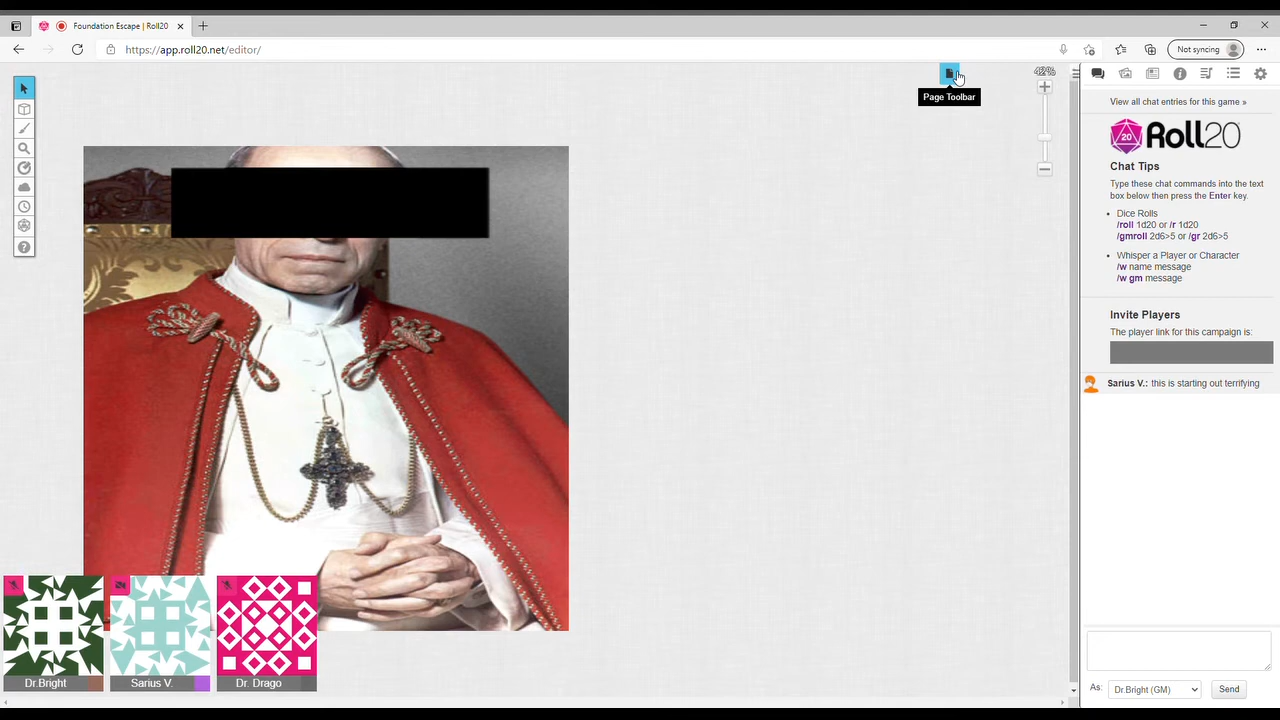 Foundation Escape | Roll20
https://app.roll20.net/editor/
Not syncing
Page Toolbar
42%
View all chat entries for this game »
20
Roll20
Chat Tips
Type these chat commands into the text
box below then press the Enter key.
• Dice Rolls
/roll 1d20 or /r 1d20
/gmroll 2d6>5 or /gr 2d6>5
• Whisper a Player or Character
/w name message
/w gm message
Invite Players
The player link for this campaign is:
Sarius V.: this is starting out terrifying
Dr.Bright
Sarius V.
Dr. Drago
As:
Dr.Bright (GM)
Send